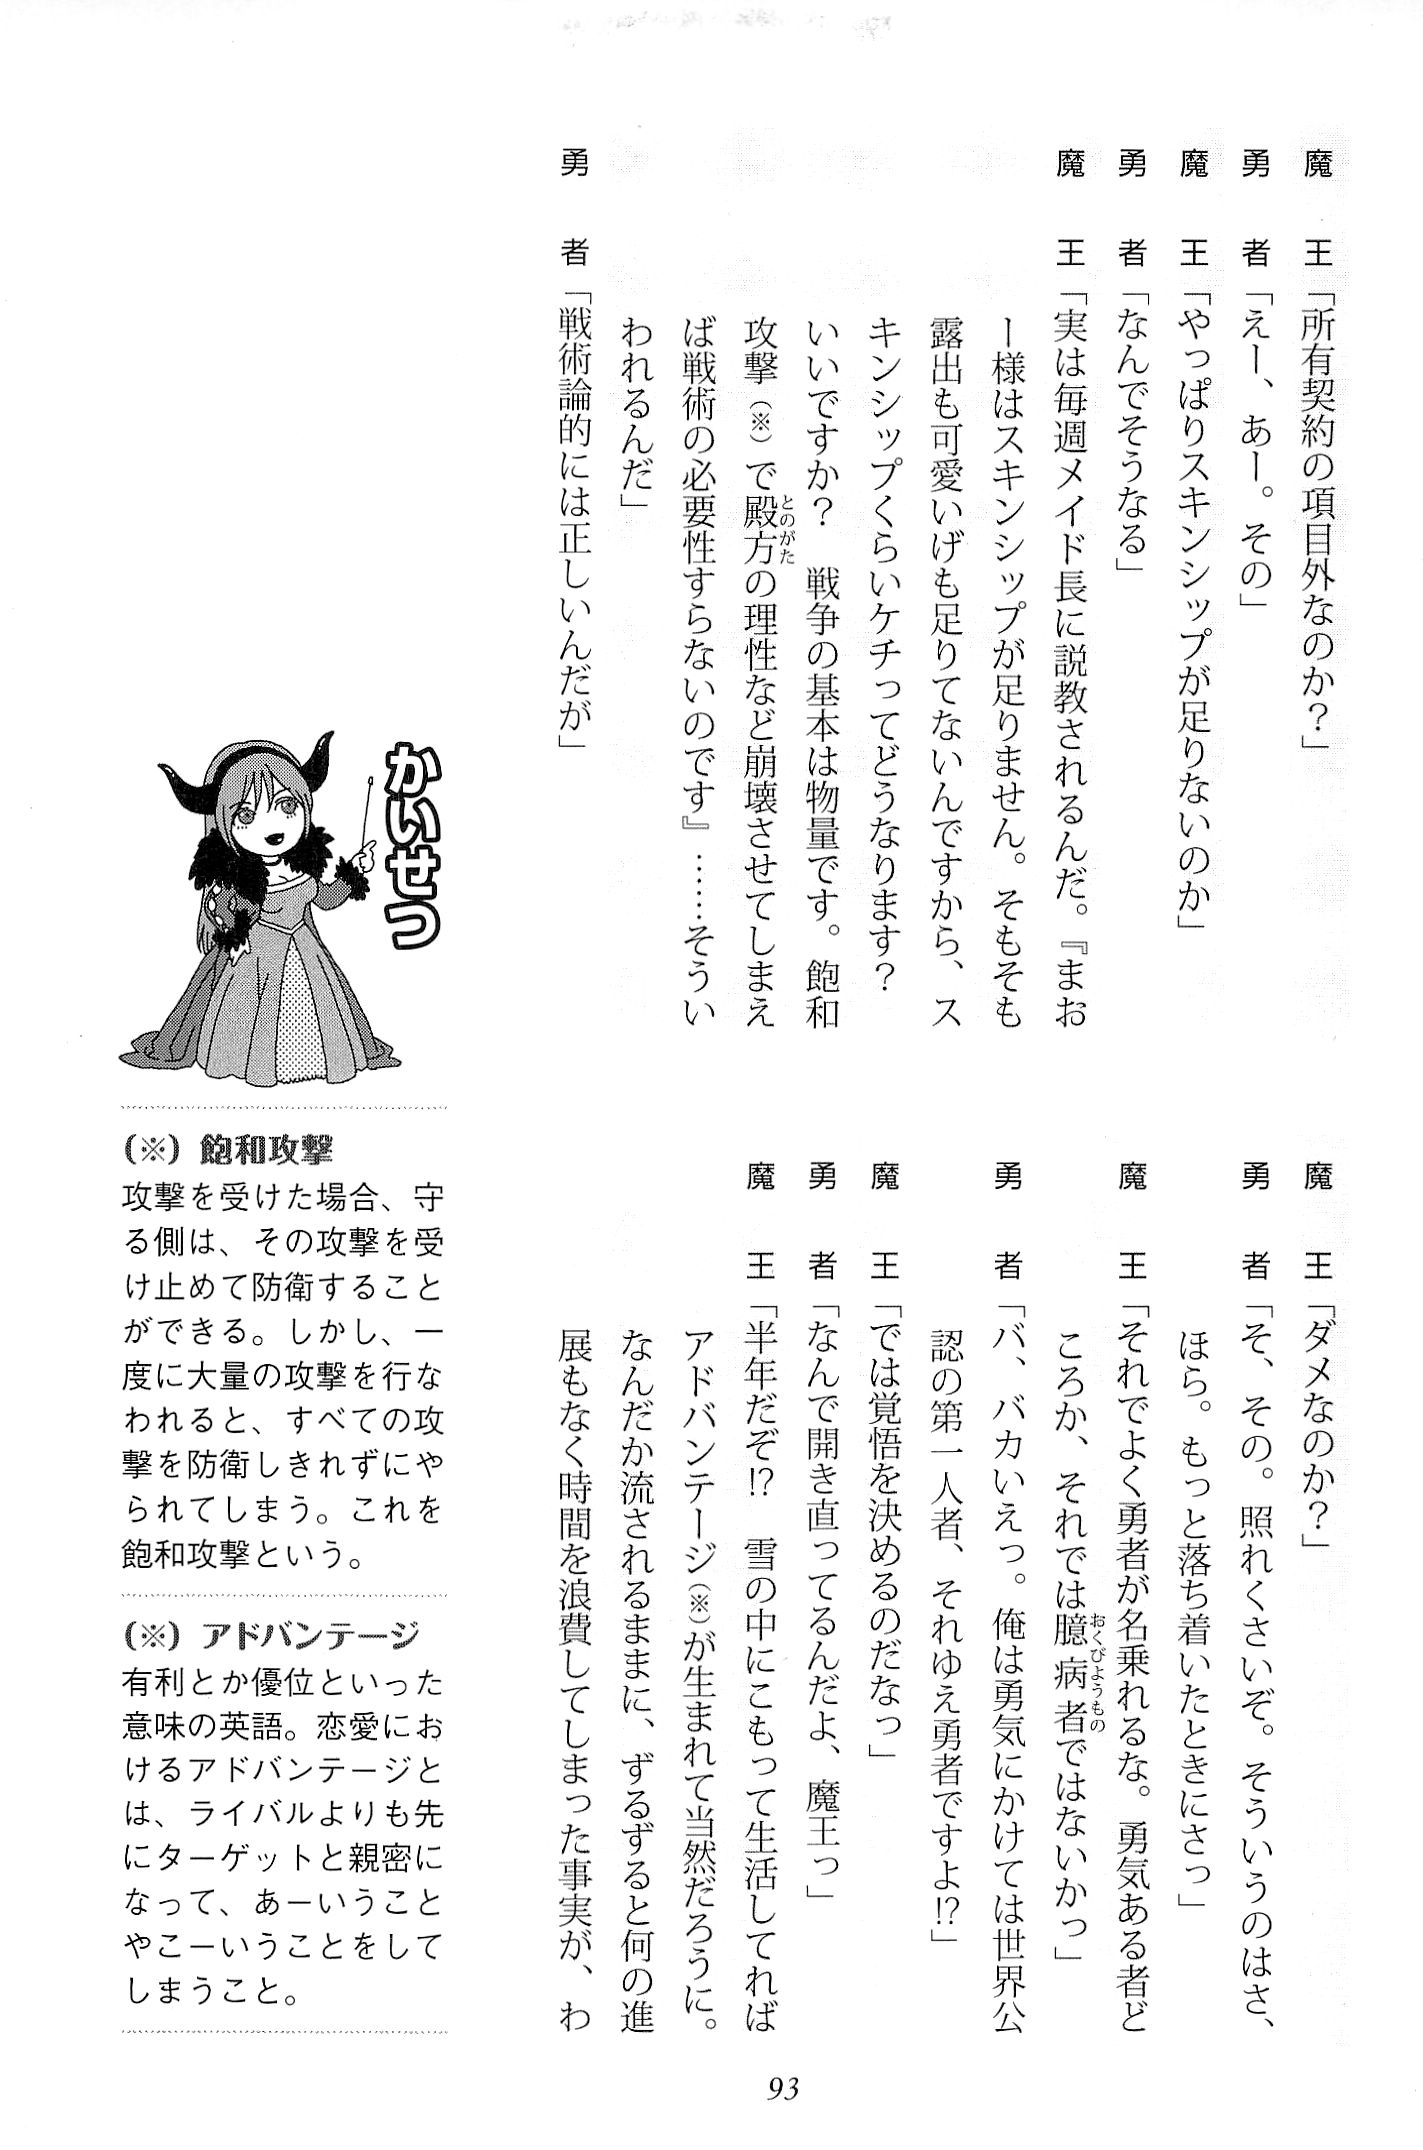 魔　王「所有契約の項目外なのか？」
勇　者「えー、あー。その」
魔　王「やっぱりスキンシップが足りないのか」
勇　者「なんでそうなる」
魔　王「実は毎週メイド長に説教されるんだ。『まお
ー様はスキンシップが足りません。そもそも
露出も可愛いげも足りてないんですから、ス
キンシップくらいケチってどうなります？
いいですか？　戦争の基本は物量です。飽和
攻撃（※）で殿方の理性など崩壊させてしまえ
ば戦術の必要性すらないのです』……そうい
われるんだ」
勇　者「戦術論的には正しいんだが」
魔　王「ダメなのか？」
勇　者「そ、その。照れくさいぞ。そういうのはさ、
ほら。もっと落ち着いたときにさっ」
魔　王「それでよく勇者が名乗れるな。勇気ある者ど
ころか、それでは臆病者ではないかっ」
勇　者「バ、バカいえっ。俺は勇気にかけては世界公
認の第一人者、それゆえ勇者ですよ!?」
魔　王「では覚悟を決めるのだなっ」
勇　者「なんで開き直ってるんだよ、魔王っ」
魔　王「半年だぞ!?　雪の中にこもって生活してれば
アドバンテージ（※）が生まれて当然だろうに。
なんだか流されるままに、ずるずると何の進
展もなく時間を浪費してしまった事実が、わ
かいせつ
（※）飽和攻撃
攻撃を受けた場合、守
る側は、その攻撃を受
け止めて防衛すること
ができる。しかし、一
度に大量の攻撃を行な
われると、すべての攻
撃を防衛しきれずにや
られてしまう。これを
飽和攻撃という。
（※）アドバンテージ
有利とか優位といった
意味の英語。恋愛にお
けるアドバンテージと
は、ライバルよりも先
にターゲットと親密に
なって、あーいうこと
やこーいうことをして
しまうこと。
93